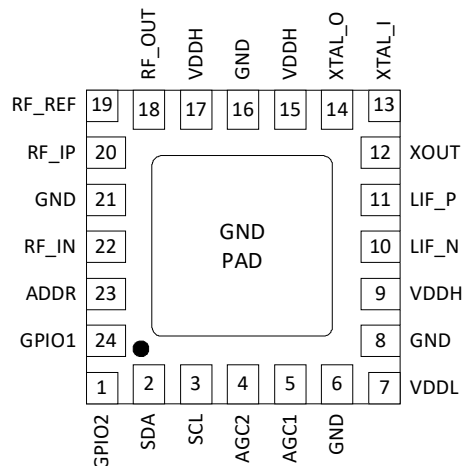 RF_OUT
VDDH
GND
VDDH
XTAL_O
XTAL_I
RF_REF 19 18 17 16 15 14 13
RF_IP 20 12 XOUT
GND 21 11 LIF_P
GND
PAD
RF_IN 22 10 LIF_N
ADDR 23 9 VDDH
GPIO1 24 8 GND
1 2 3 4 5 6 7 VDDL
GPIO2
SDA
SCL
AGC2
AGC1
GND